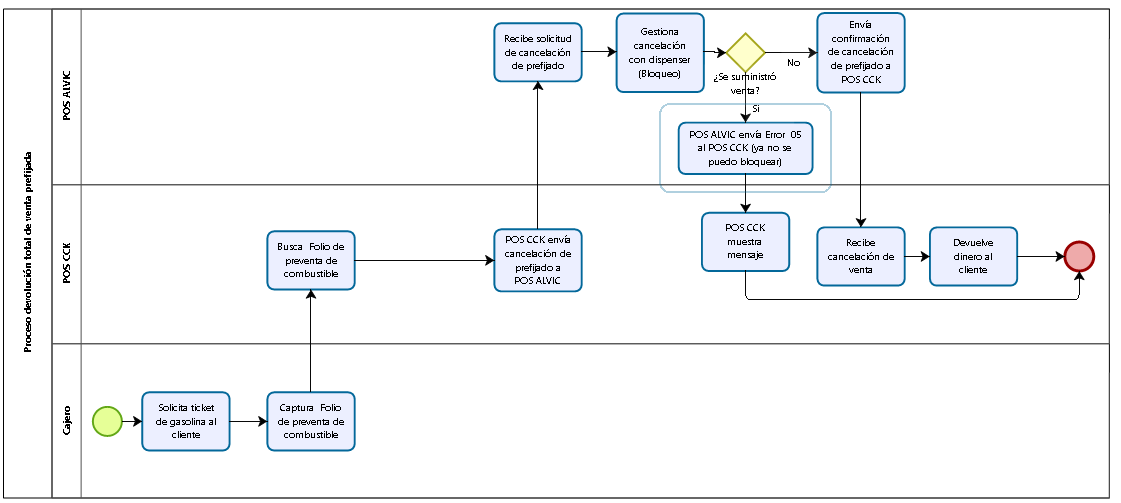 Proceso devolución total de venta prefijada
POS ALVIC
Recibe solicitud
de cancelación de
prefijado
Gestiona
cancelación
con dispenser
(Bloqueo)
¿Se suministró
venta?
No
Si
Envía
confirmación
de cancelación
de prefijado a
POS CCK
POS ALVIC envía Error 05
al POS CCK (ya no se
puedo bloquear)
POS CCK
Busca Folio de
preventa de
combustible
POS CCK envía
cancelación de
prefijado a
POS ALVIC
POS CCK
muestra
mensaje
Recibe
cancelación de
venta
Devuelve
dinero al
cliente
Cajero
Solicita ticket
de gasolina al
cliente
Captura Folio
de preventa de
combustible